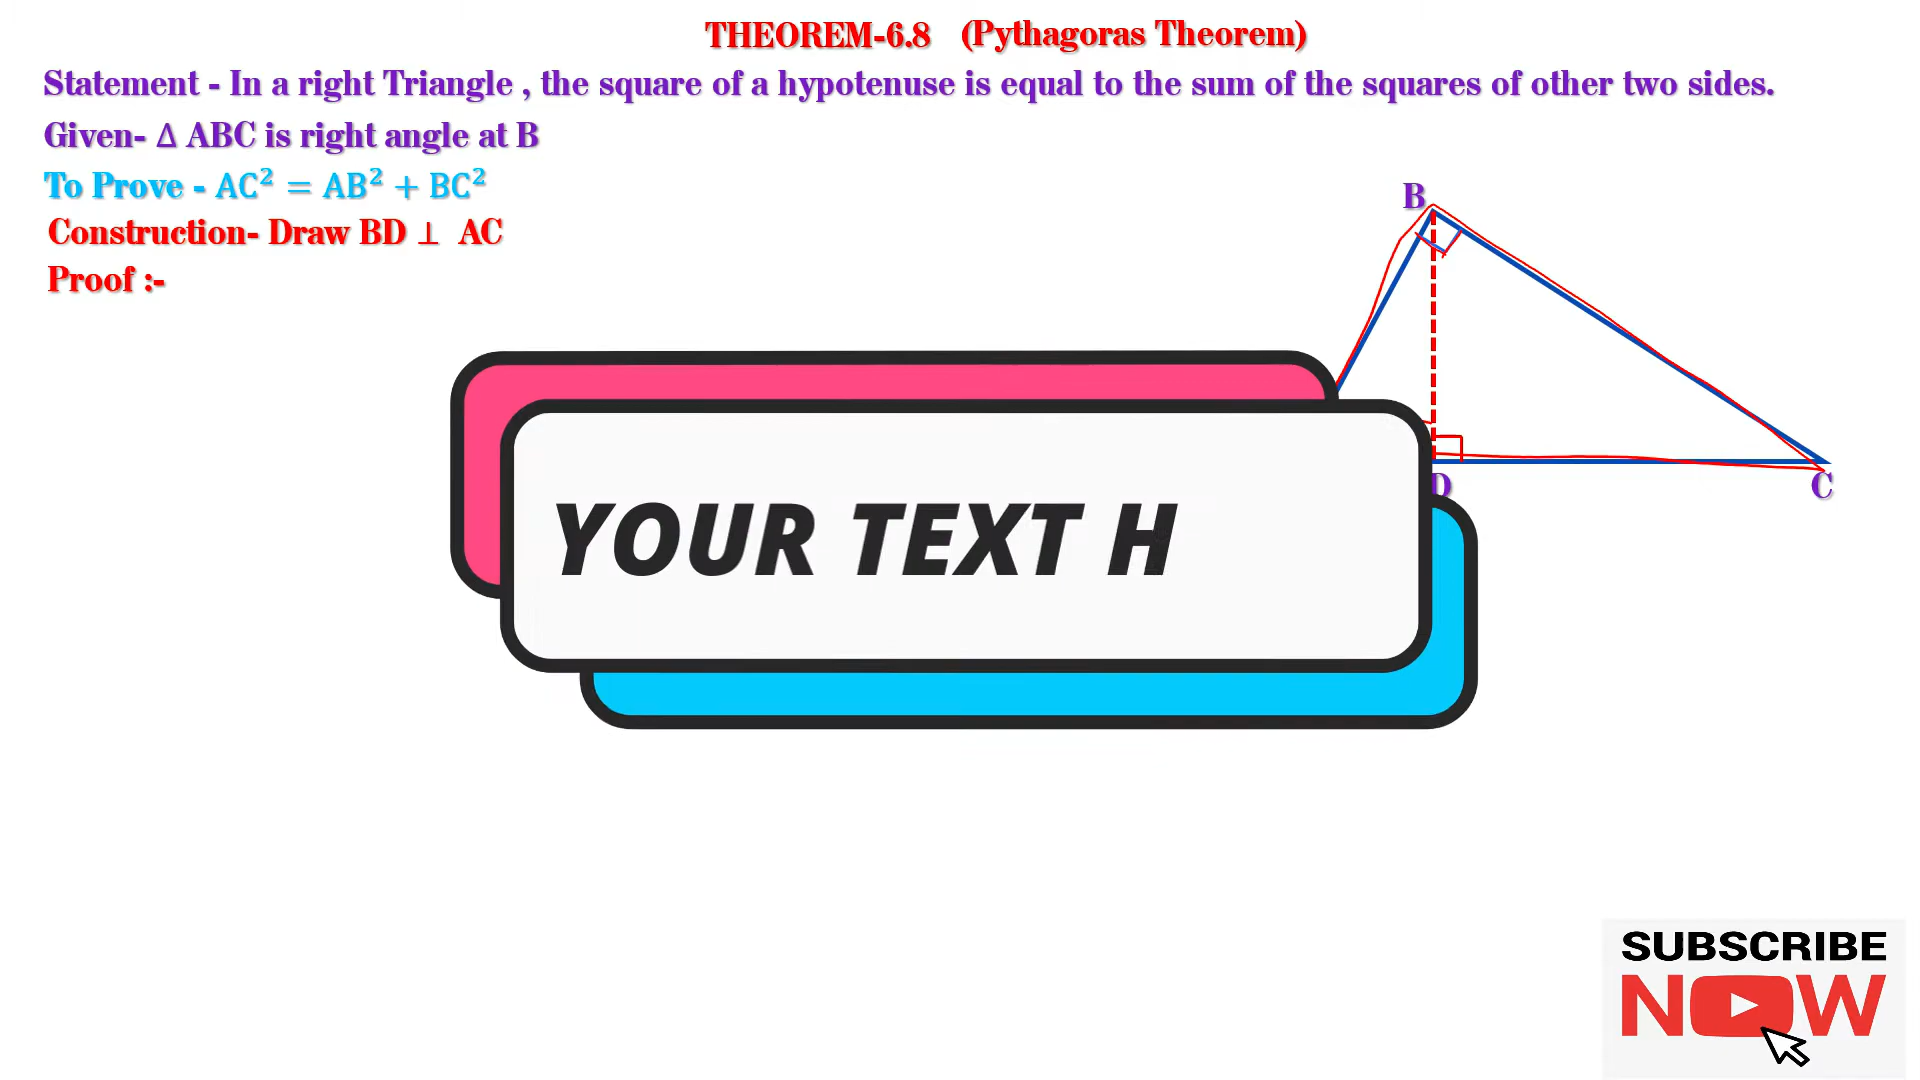 THEOREM-6.8 (Pythagoras Theorem)
Statement - In a right Triangle , the square of a hypotenuse is equal to the sum of the squares of other two sides.
Given- Δ ABC is right angle at B
To Prove - AC² = AB² + BC²
Construction- Draw BD ⊥ AC
Proof :-
B
D
C
YOUR TEXT H
SUBSCRIBE
NOW